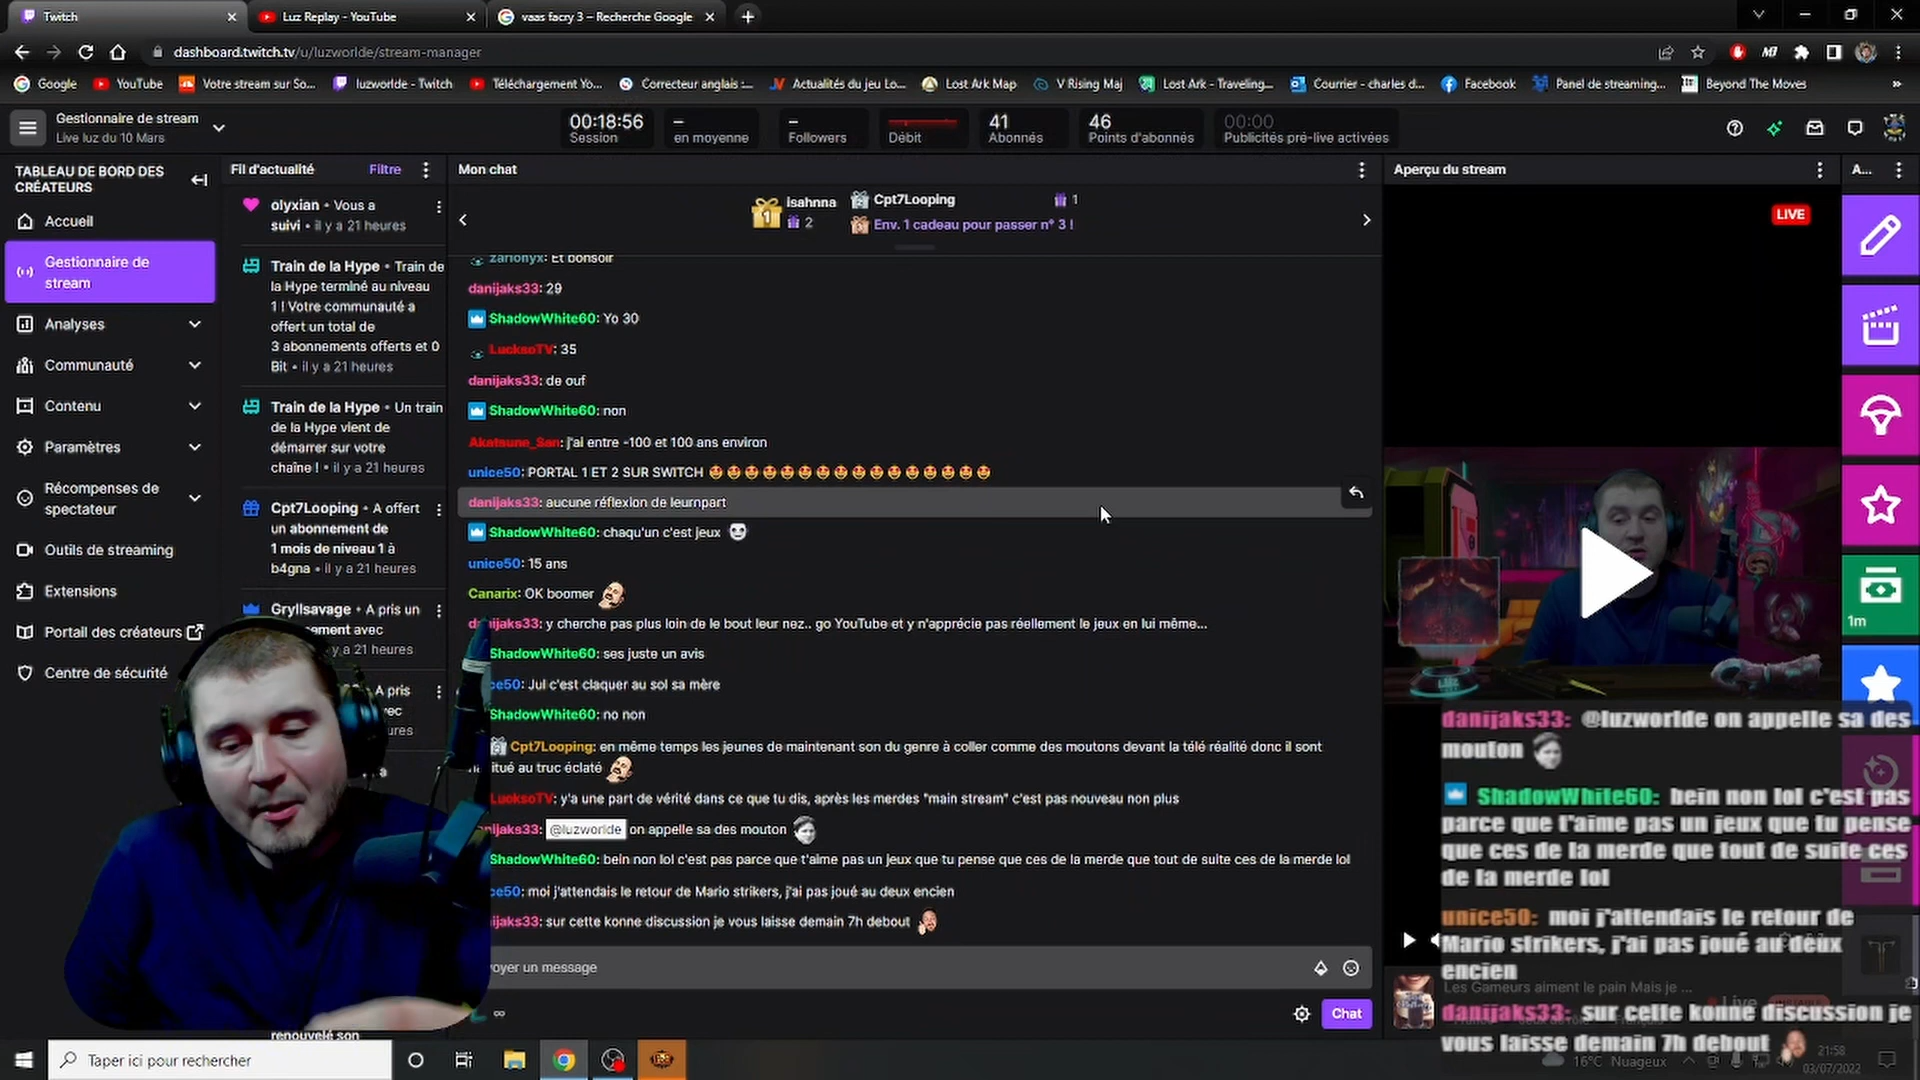 Twitch
Luz Replay - YouTube
vaas facry 3 – Recherche Google
dashboard.twitch.tv/u/luzworlde/stream-manager
Google
YouTube
Votre stream sur So...
luzworlde - Twitch
Téléchargement Yo...
Correcteur anglais :...
Actualités du jeu Lo...
Lost Ark Map
V Rising Maj
Lost Ark - Traveling...
Courrier - charles d...
Facebook
Panel de streaming...
Beyond The Moves
»
Gestionnaire de stream
Live luz du 10 Mars
00:18:56
Session
–
en moyenne
–
Followers
Débit
41
Abonnés
46
Points d'abonnés
00:00
Publicités pré-live activées
TABLEAU DE BORD DES
CRÉATEURS
Accueil
Gestionnaire de
stream
Analyses
Communauté
Contenu
Paramètres
Récompenses de
spectateur
Outils de streaming
Extensions
Portail des créateurs
Centre de sécurité
Fil d'actualité
Filtre
olyxian • Vous a
suivi • il y a 21 heures
Train de la Hype • Train de
la Hype terminé au niveau
1 ! Votre communauté a
offert un total de
3 abonnements offerts et 0
Bit • il y a 21 heures
Train de la Hype • Un train
de la Hype vient de
démarrer sur votre
chaîne ! • il y a 21 heures
Cpt7Looping • A offert
un abonnement de
1 mois de niveau 1 à
b4gna • il y a 21 heures
Gryllsavage • A pris un
ement avec
a 21 heures
A pris
ec
eures
renouvelé son
Mon chat
isahnna
2
Cpt7Looping
1
Env. 1 cadeau pour passer n° 3 !
zarionyx: Et bonsoir
danijaks33: 29
ShadowWhite60: Yo 30
LucksoTV: 35
danijaks33: de ouf
ShadowWhite60: non
Akatsune_San: j'ai entre -100 et 100 ans environ
unice50: PORTAL 1 ET 2 SUR SWITCH 🤩🤩🤩🤩🤩🤩🤩🤩🤩🤩🤩🤩🤩🤩🤩🤩
danijaks33: aucune réflexion de leurnpart
ShadowWhite60: chaqu'un c'est jeux
unice50: 15 ans
Canarix: OK boomer
danijaks33: y cherche pas plus loin de le bout leur nez.. go YouTube et y n'apprécie pas réellement le jeux en lui même...
ShadowWhite60: ses juste un avis
ce50: Jul c'est claquer au sol sa mère
ShadowWhite60: no non
Cpt7Looping: en même temps les jeunes de maintenant son du genre à coller comme des moutons devant la télé réalité donc il sont
itué au truc éclaté
LucksoTV: y'a une part de vérité dans ce que tu dis, après les merdes "main stream" c'est pas nouveau non plus
nijaks33: @luzworlde on appelle sa des mouton
ShadowWhite60: bein non lol c'est pas parce que t'aime pas un jeux que tu pense que ces de la merde que tout de suite ces de la merde lol
ce50: moi j'attendais le retour de Mario strikers, j'ai pas joué au deux encien
ijaks33: sur cette konne discussion je vous laisse demain 7h debout
voyer un message
Chat
Aperçu du stream
LIVE
A...
1m
danijaks33: @luzworlde on appelle sa des
mouton
ShadowWhite60: bein non lol c'est pas
parce que t'aime pas un jeux que tu pense
que ces de la merde que tout de suite ces
de la merde lol
unice50: moi j'attendais le retour de
Mario strikers, j'ai pas joué au deux
encien
Les Gameurs aiment le pain Mais je ...
danijaks33: sur cette konne discussion je
vous laisse demain 7h debout
Taper ici pour rechercher
16°C Nuageux
21:58
03/07/2022